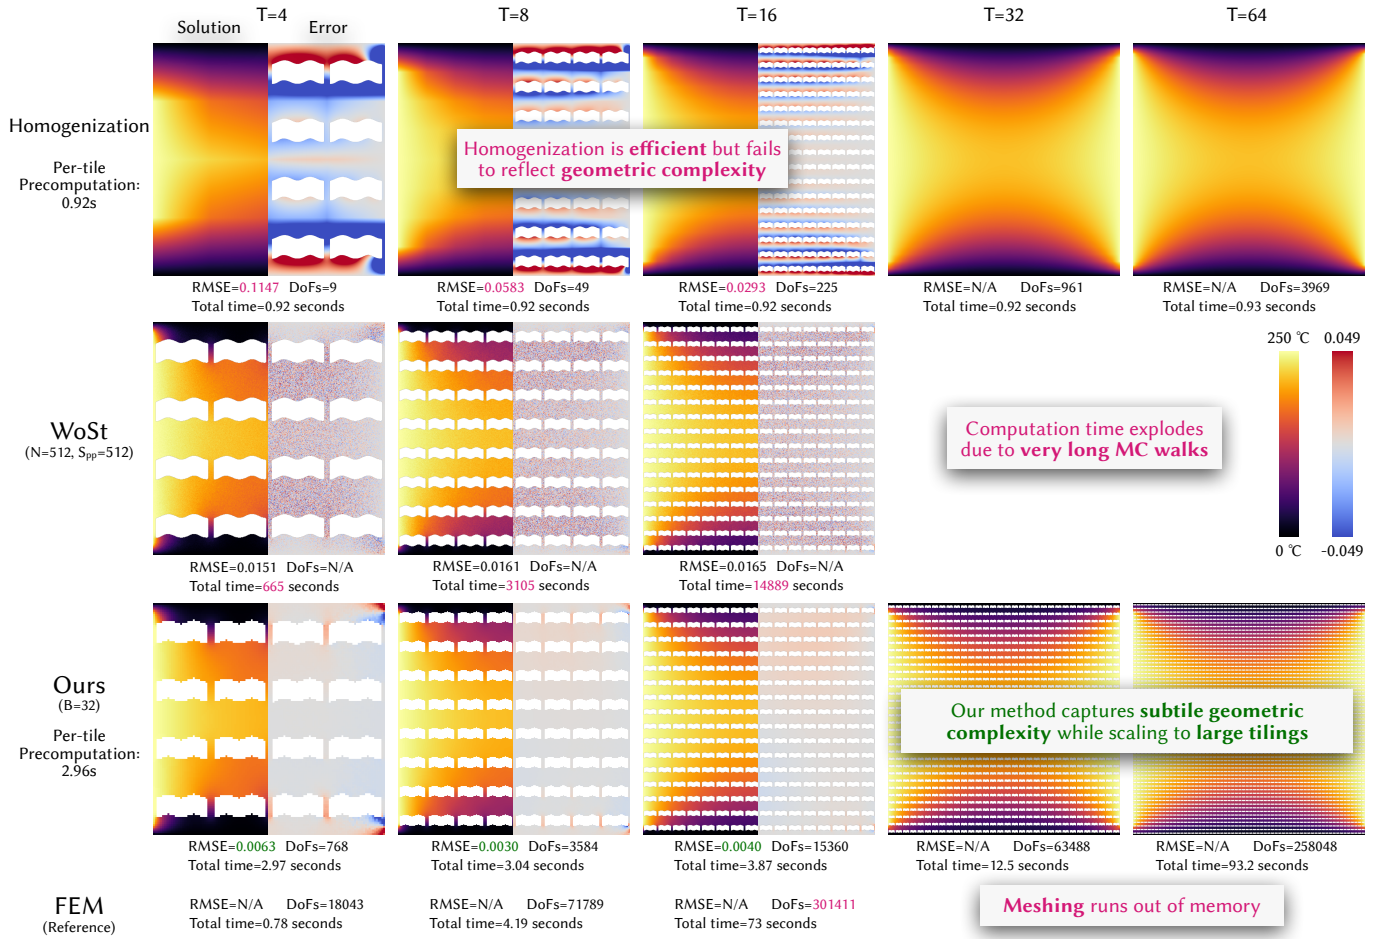 T=4
T=8
T=16
T=32
T=64
Solution
Error
Homogenization
Per-tile
Precomputation:
0.92s
Homogenization is efficient but fails
to reflect geometric complexity
RMSE=0.1147 DoFs=9
Total time=0.92 seconds
RMSE=0.0583 DoFs=49
Total time=0.92 seconds
RMSE=0.0293 DoFs=225
Total time=0.92 seconds
RMSE=N/A DoFs=961
Total time=0.92 seconds
RMSE=N/A DoFs=3969
Total time=0.93 seconds
WoSt
(N=512, Spp=512)
RMSE=0.0151 DoFs=N/A
Total time=665 seconds
RMSE=0.0161 DoFs=N/A
Total time=3105 seconds
RMSE=0.0165 DoFs=N/A
Total time=14889 seconds
Computation time explodes
due to very long MC walks
250 °C
0.049
0 °C
-0.049
Ours
(B=32)
Per-tile
Precomputation:
2.96s
Our method captures subtile geometric
complexity while scaling to large tilings
RMSE=0.0063 DoFs=768
Total time=2.97 seconds
RMSE=0.0030 DoFs=3584
Total time=3.04 seconds
RMSE=0.0040 DoFs=15360
Total time=3.87 seconds
RMSE=N/A DoFs=63488
Total time=12.5 seconds
RMSE=N/A DoFs=258048
Total time=93.2 seconds
FEM
(Reference)
RMSE=N/A DoFs=18043
Total time=0.78 seconds
RMSE=N/A DoFs=71789
Total time=4.19 seconds
RMSE=N/A DoFs=301411
Total time=73 seconds
Meshing runs out of memory